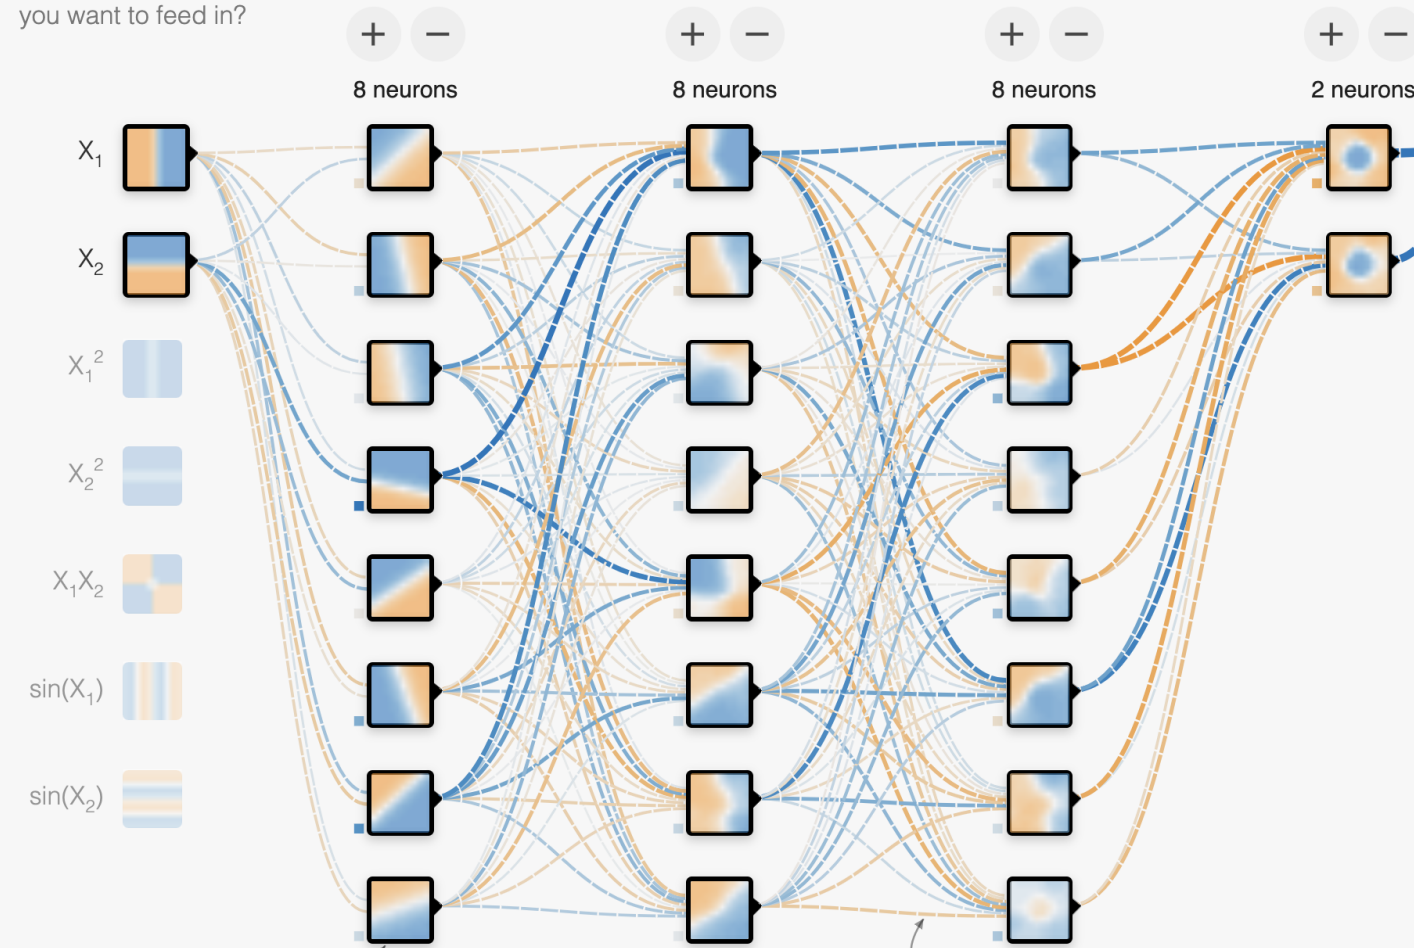 you want to feed in?
+ −
+ −
+ −
+ −
8 neurons
8 neurons
8 neurons
2 neurons
X₁
X₂
X₁²
X₂²
X₁X₂
sin(X₁)
sin(X₂)